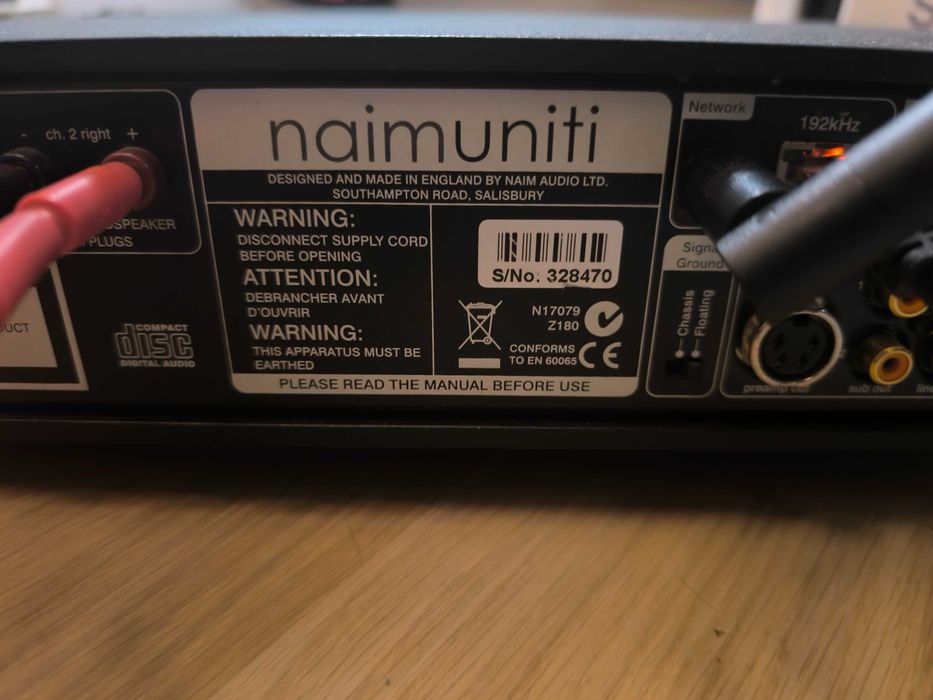 - ch. 2 right +
SPEAKER
PLUGS
DUCT
COMPACT
disc
DIGITAL AUDIO
naimuniti
DESIGNED AND MADE IN ENGLAND BY NAIM AUDIO LTD.
SOUTHAMPTON ROAD, SALISBURY
WARNING:
DISCONNECT SUPPLY CORD
BEFORE OPENING
ATTENTION:
DEBRANCHER AVANT
D'OUVRIR
WARNING:
THIS APPARATUS MUST BE
EARTHED
S/No. 328470
N17079
Z180
CONFORMS
TO EN 60065
CE
PLEASE READ THE MANUAL BEFORE USE
Network
192kHz
Signal
Ground
Chassis
Floating
preamp out
sub out